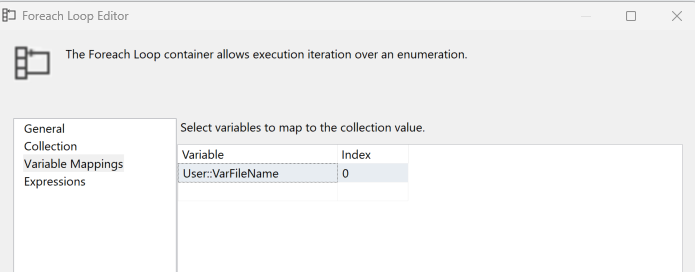 Foreach Loop Editor
The Foreach Loop container allows execution iteration over an enumeration.
General
Collection
Variable Mappings
Expressions
Select variables to map to the collection value.
Variable Index
User::VarFileName 0